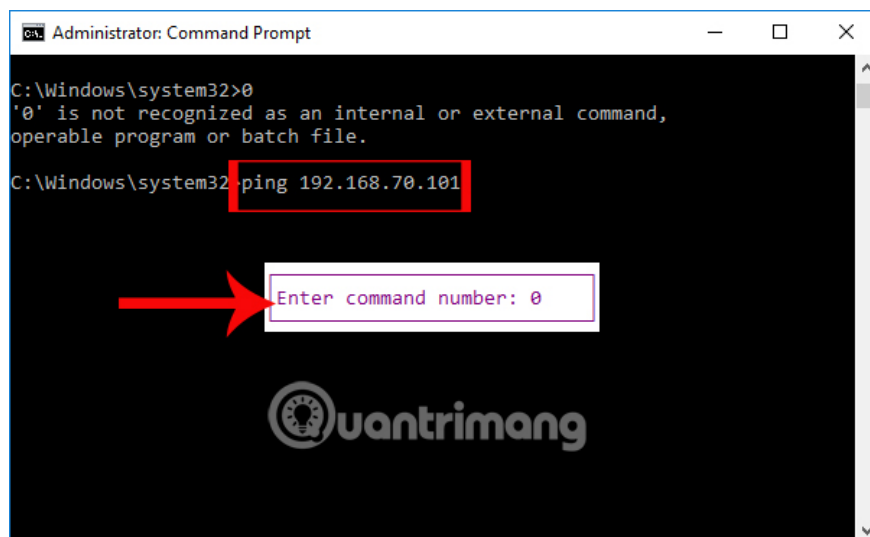 Administrator: Command Prompt
C:\Windows\system32>0
'0' is not recognized as an internal or external command,
operable program or batch file.
C:\Windows\system32>ping 192.168.70.101
Enter command number: 0
Quantrimang